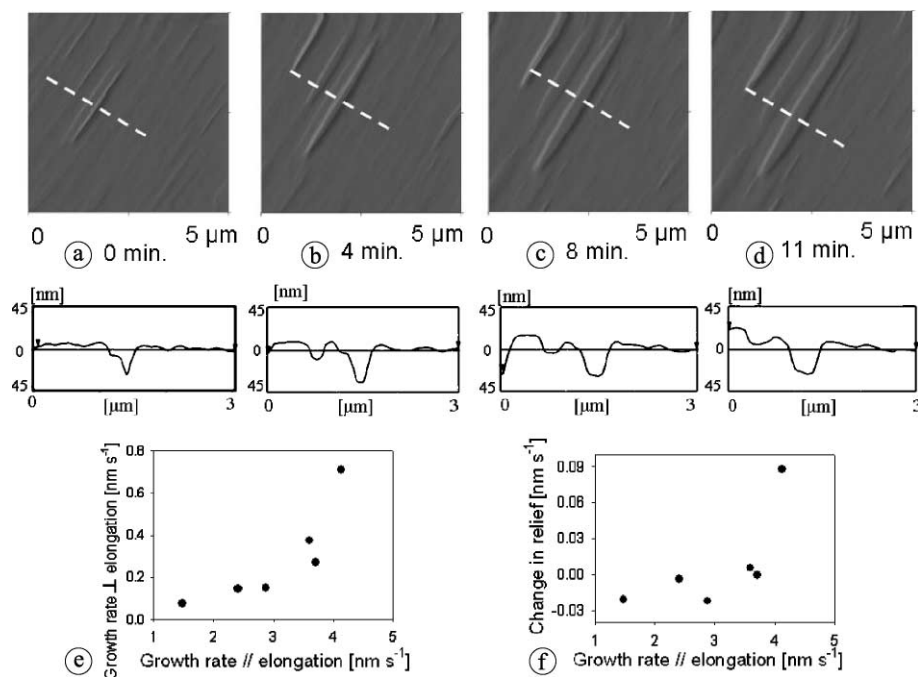 0 5 µm 0 5 µm 0 5 µm 0 5 µm
a 0 min. b 4 min. c 8 min. d 11 min.
[nm] [nm] [nm] [nm]
45 45 45 45
0 0 0 0
45 45 45 45
0 [µm] 3 0 [µm] 3 0 [µm] 3 0 [µm] 3
Growth rate ⊥ elongation [nm s⁻¹]
0.8
0.6
0.4
0.2
0.0
1 2 3 4 5
e Growth rate // elongation [nm s⁻¹]
Change in relief [nm s⁻¹]
0.09
0.06
0.03
0.00
-0.03
1 2 3 4 5
f Growth rate // elongation [nm s⁻¹]